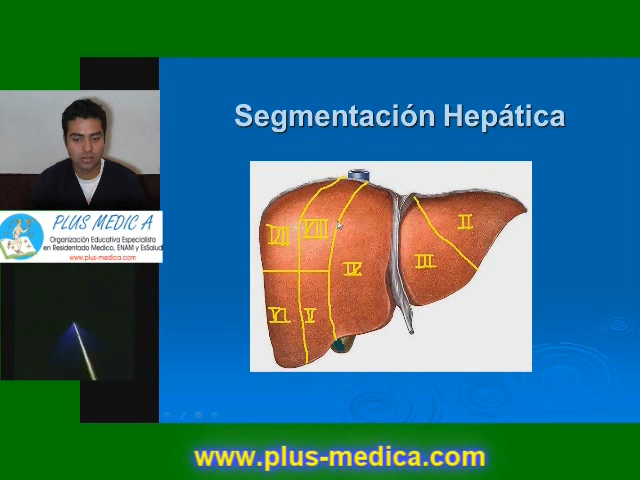 Segmentación Hepática
PLUS MEDIC A
Organización Educativa Especialista
en Residentado Medico, ENAM y EsSalud
www.plus-medica.com
VII
VIII
II
IV
III
VI
V
www.plus-medica.com